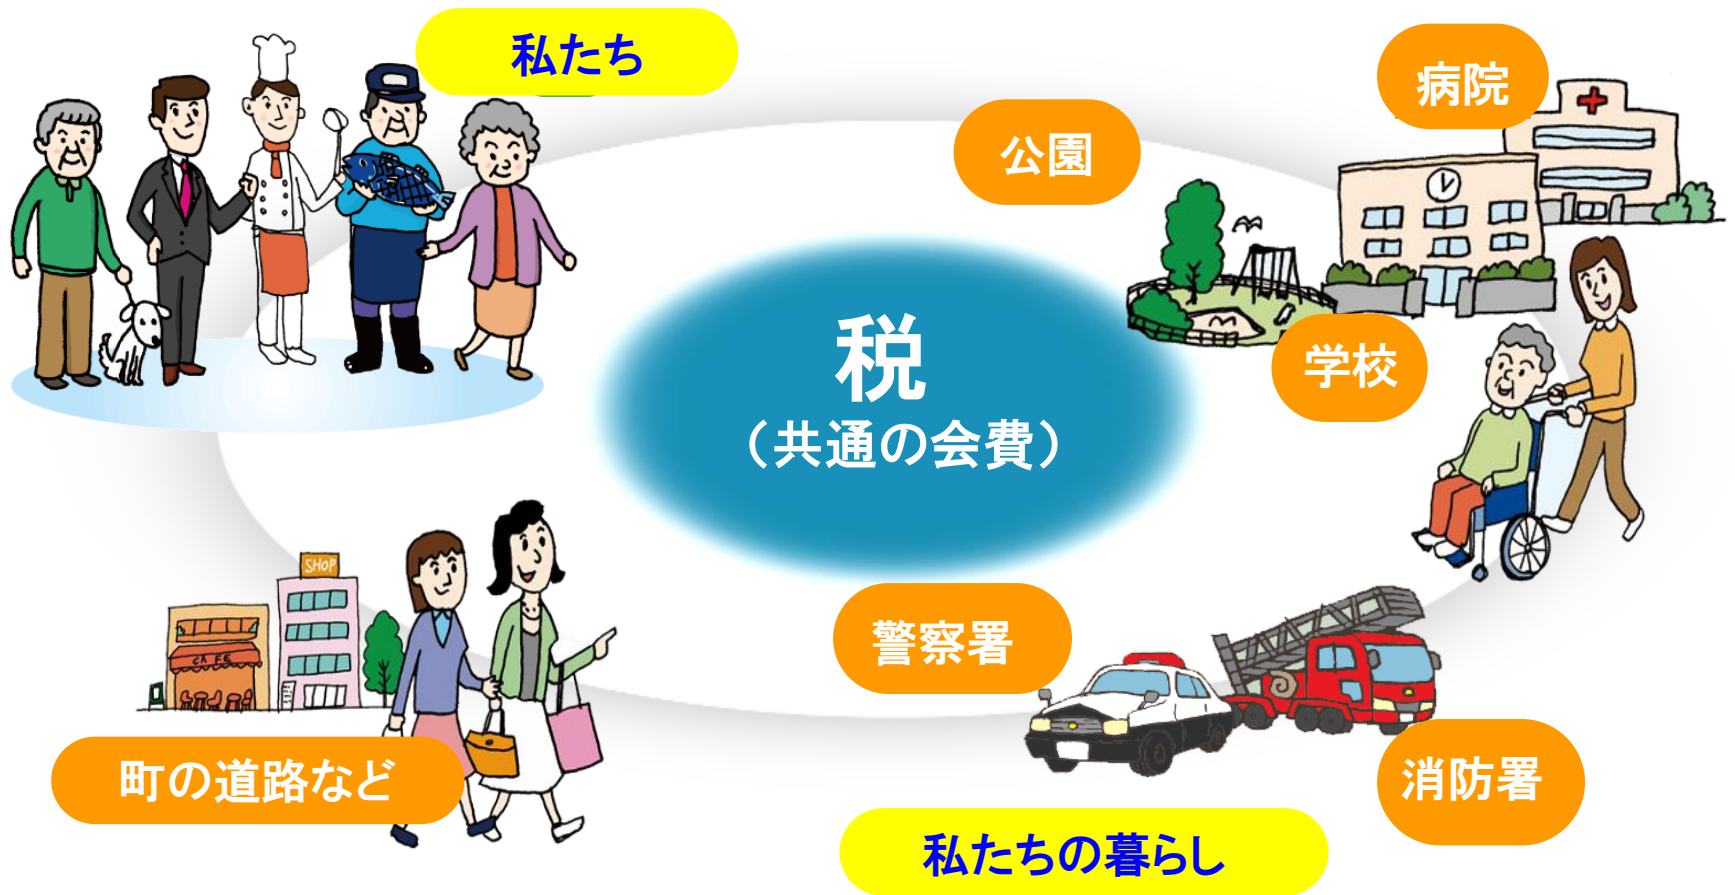 私たち
病院
公園
税
（共通の会費）
学校
SHOP
CAFE
警察署
町の道路など
消防署
私たちの暮らし